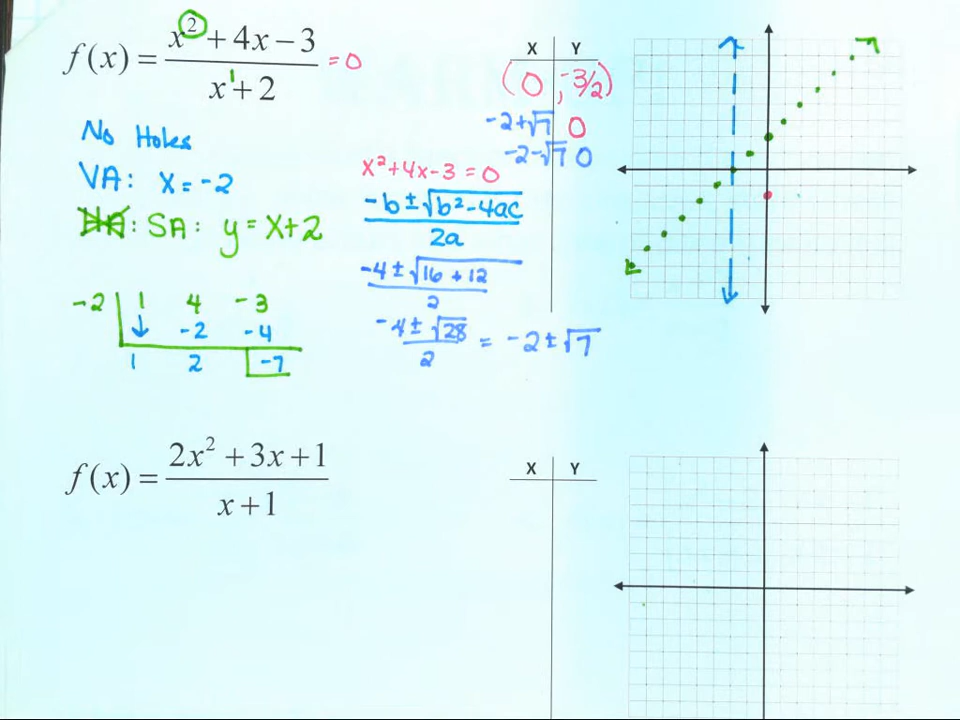 f(x) = (x² + 4x − 3)/(x¹ + 2) = 0
No Holes
VA: x = -2
HA: SA: y = x+2
-2 | 1 4 -3
↓ -2 -4
1 2 -7
x²+4x-3 = 0
-b ± √b²-4ac
2a
-4 ± √16 + 12
2
-4 ± √28 = -2 ± √7
2
X Y
(0, -3/2)
-2+√7 0
-2-√7 0
f(x) = (2x² + 3x + 1)/(x + 1)
X Y